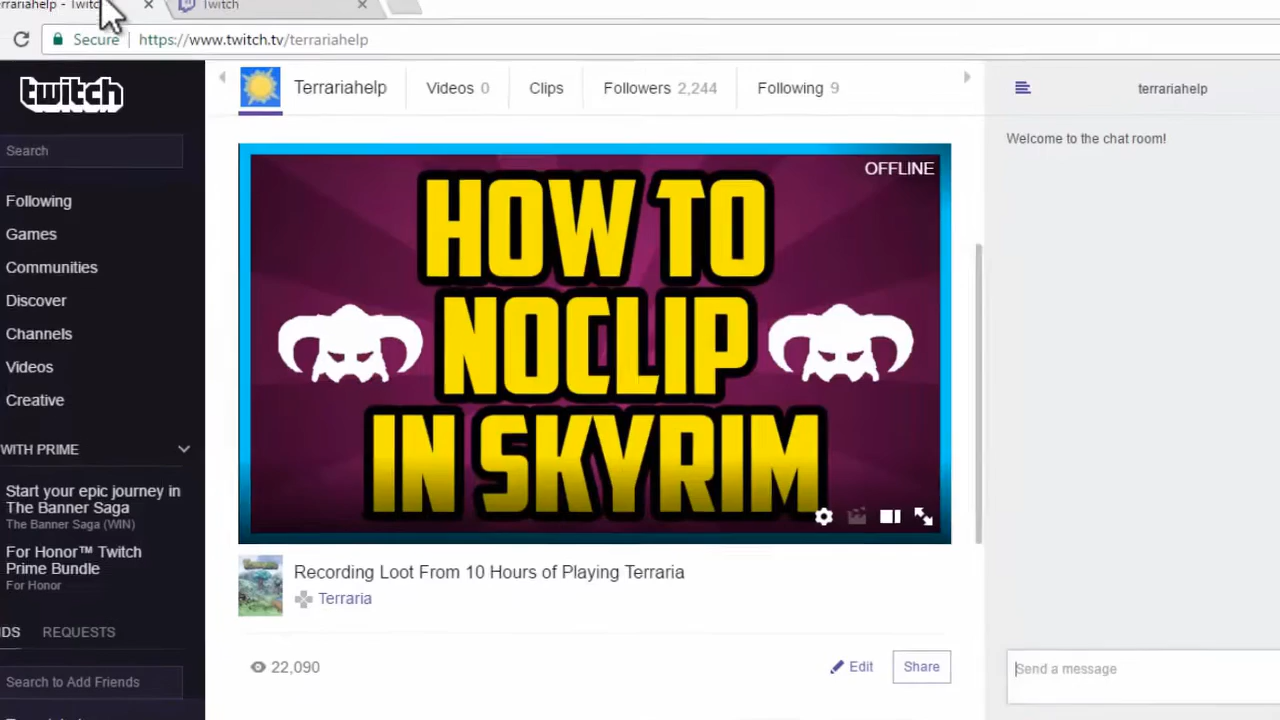 Twitch
Secure
https://www.twitch.tv/terrariahelp
twitch
Terrariahelp
Videos 0
Clips
Followers 2,244
Following 9
terrariahelp
Search
Welcome to the chat room!
OFFLINE
HOW TO
NOCLIP
IN SKYRIM
Following
Games
Communities
Discover
Channels
Videos
Creative
WITH PRIME
Start your epic journey in
The Banner Saga
The Banner Saga (WIN)
For Honor™ Twitch
Prime Bundle
For Honor
REQUESTS
Search to Add Friends
Recording Loot From 10 Hours of Playing Terraria
Terraria
22,090
Edit
Share
Send a message